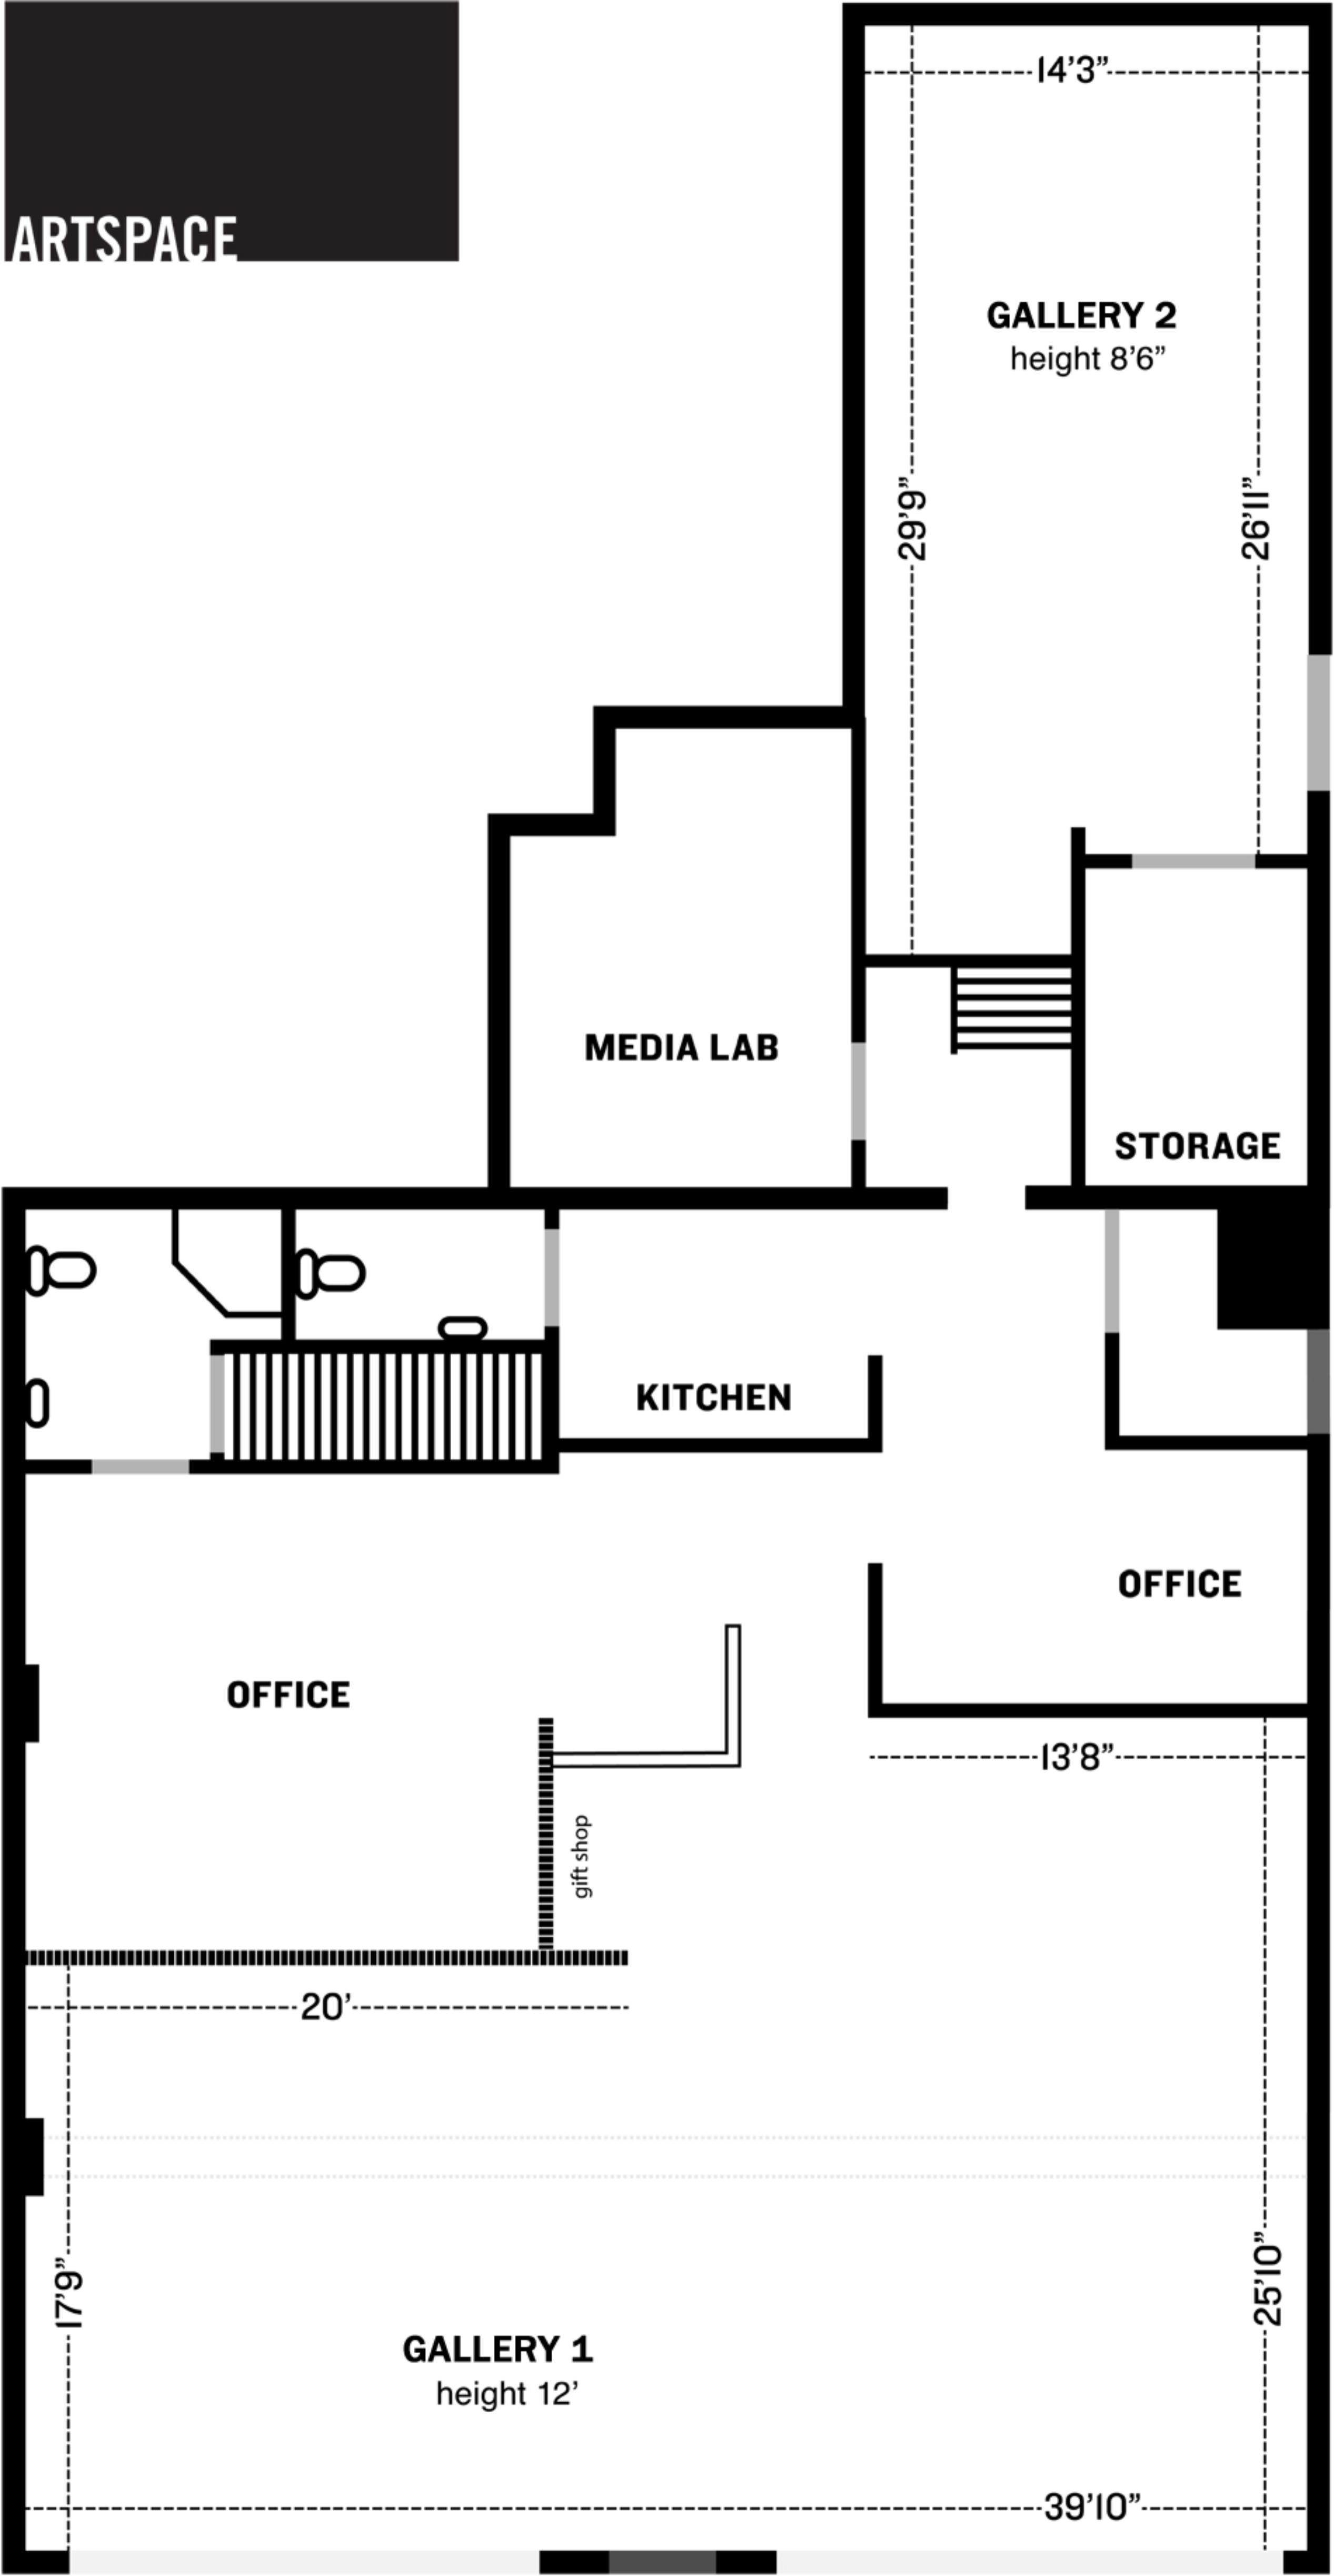 ARTSPACE
14’3”
GALLERY 2
height 8’6”
29’9”
26’11”
MEDIA LAB
STORAGE
KITCHEN
OFFICE
OFFICE
13’8”
gift shop
20’
17’9”
25’10”
GALLERY 1
height 12’
39’10”